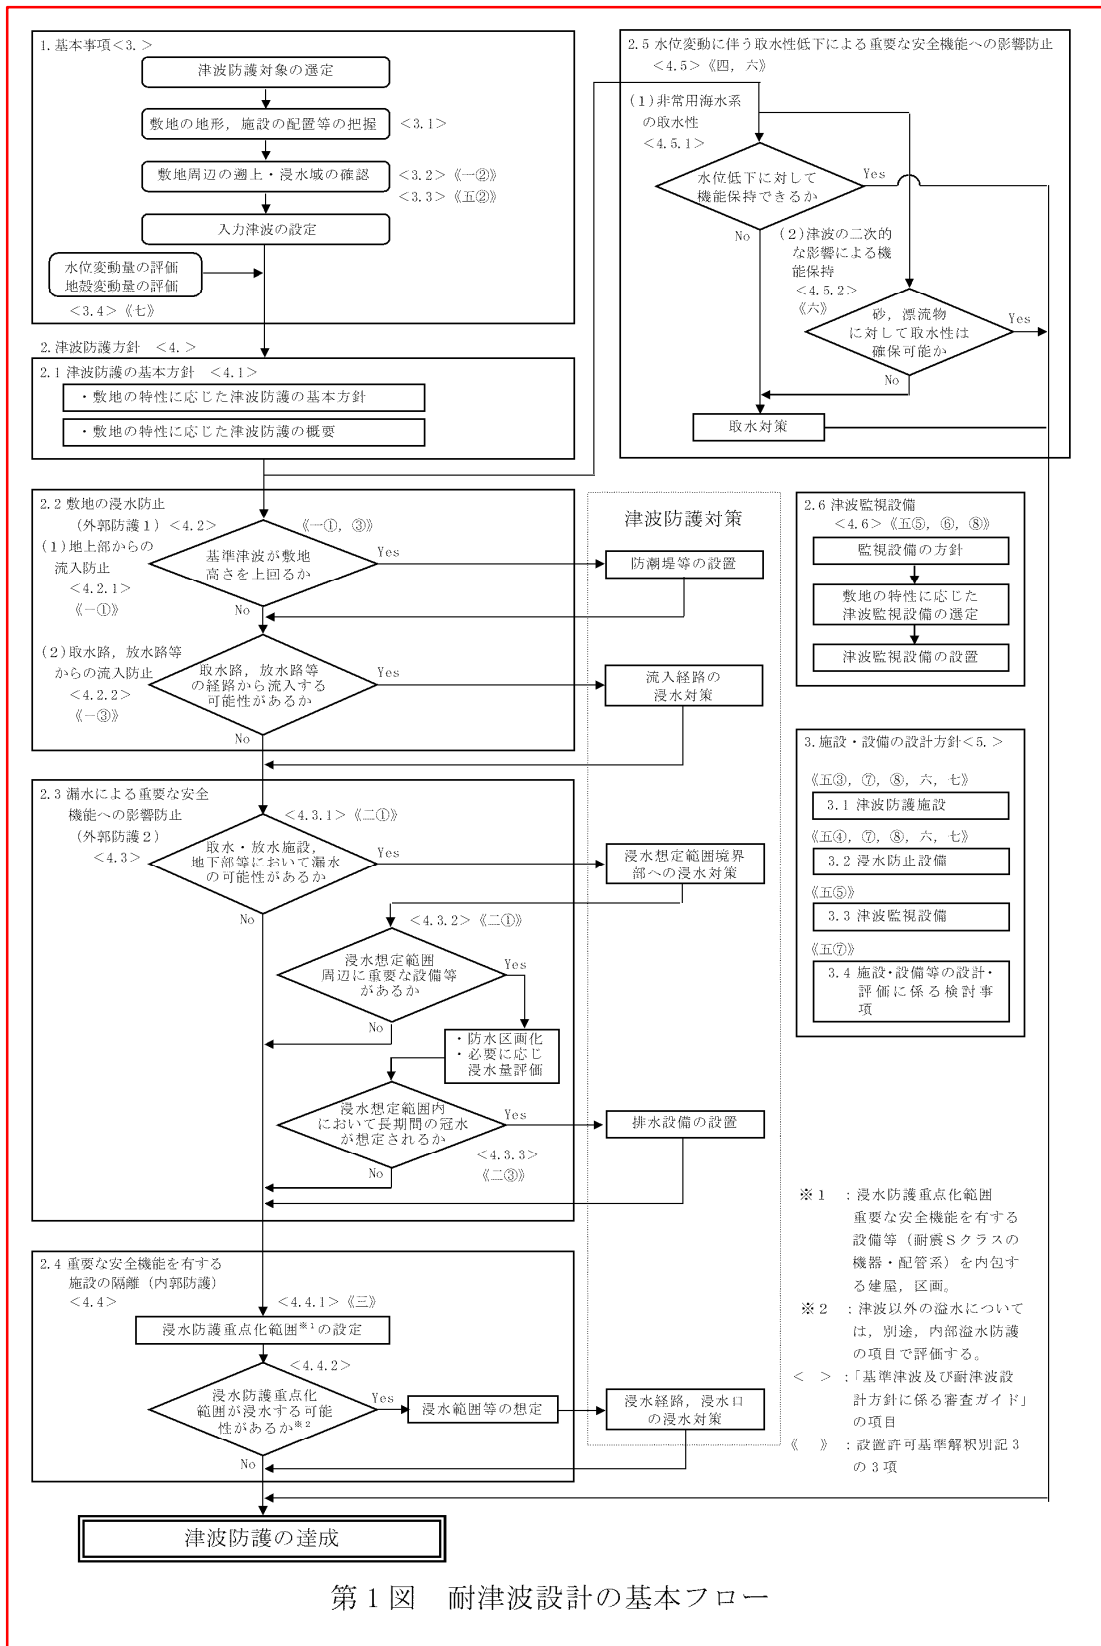 1.基本事項<3.>
津波防護対象の選定
敷地の地形,施設の配置等の把握
<3.1>
敷地周辺の遡上・浸水域の確認
<3.2>《一②》
<3.3>《五②》
入力津波の設定
水位変動量の評価
地殻変動量の評価
<3.4>《七》
2.津波防護方針 <4.>
2.1 津波防護の基本方針 <4.1>
・敷地の特性に応じた津波防護の基本方針
・敷地の特性に応じた津波防護の概要
2.2 敷地の浸水防止
(外郭防護1)<4.2>
《一①,③》
(1)地上部からの
流入防止
<4.2.1>
《一①》
基準津波が敷地
高さを上回るか
Yes
No
(2)取水路,放水路等
からの流入防止
<4.2.2>
《一③》
取水路,放水路等
の経路から流入する
可能性があるか
Yes
No
2.3 漏水による重要な安全
機能への影響防止
(外郭防護2)
<4.3>
<4.3.1>《二①》
取水・放水施設,
地下部等において漏水
の可能性があるか
Yes
No
<4.3.2>《二①》
浸水想定範囲
周辺に重要な設備等
があるか
Yes
No
・防水区画化
・必要に応じ
浸水量評価
浸水想定範囲内
において長期間の冠水
が想定されるか
Yes
No
<4.3.3>
《二③》
2.4 重要な安全機能を有する
施設の隔離(内郭防護)
<4.4>
<4.4.1>《三》
浸水防護重点化範囲※1の設定
<4.4.2>
浸水防護重点化
範囲が浸水する可能
性があるか※2
Yes
No
浸水範囲等の想定
津波防護の達成
津波防護対策
防潮堤等の設置
流入経路の
浸水対策
浸水想定範囲境界
部への浸水対策
排水設備の設置
浸水経路,浸水口
の浸水対策
2.5 水位変動に伴う取水性低下による重要な安全機能への影響防止
<4.5>《四,六》
(1)非常用海水系
の取水性
<4.5.1>
水位低下に対して
機能保持できるか
Yes
No
(2)津波の二次的
な影響による機
能保持
<4.5.2>
《六》
砂,漂流物
に対して取水性は
確保可能か
Yes
No
取水対策
2.6 津波監視設備
<4.6>《五⑤,⑥,⑧》
監視設備の方針
敷地の特性に応じた
津波監視設備の選定
津波監視設備の設置
3.施設・設備の設計方針<5.>
《五③,⑦,⑧,六,七》
3.1 津波防護施設
《五④,⑦,⑧,六,七》
3.2 浸水防止設備
《五⑤》
3.3 津波監視設備
《五⑦》
3.4 施設・設備等の設計・
評価に係る検討事
項
※1 :浸水防護重点化範囲
重要な安全機能を有する
設備等(耐震Sクラスの
機器・配管系)を内包す
る建屋,区画。
※2 :津波以外の溢水について
は,別途,内部溢水防護
の項目で評価する。
< > :「基準津波及び耐津波設
計方針に係る審査ガイド」
の項目
《 》 :設置許可基準解釈別記3
の3項
第1図 耐津波設計の基本フロー